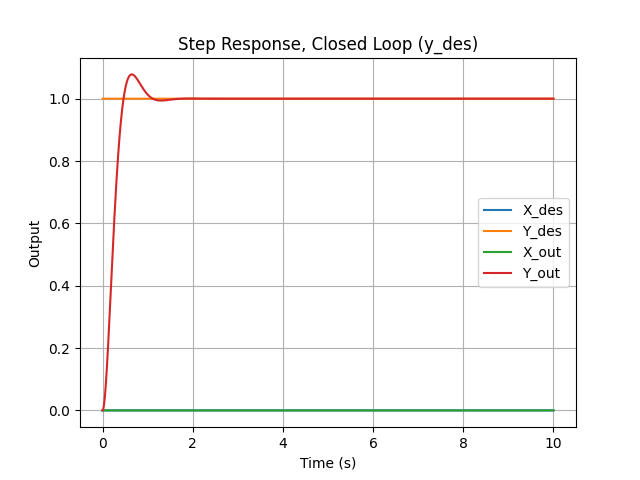 Step Response, Closed Loop (y_des)
Output
1.0
0.8
0.6
0.4
0.2
0.0
X_des
Y_des
X_out
Y_out
0 2 4 6 8 10
Time (s)